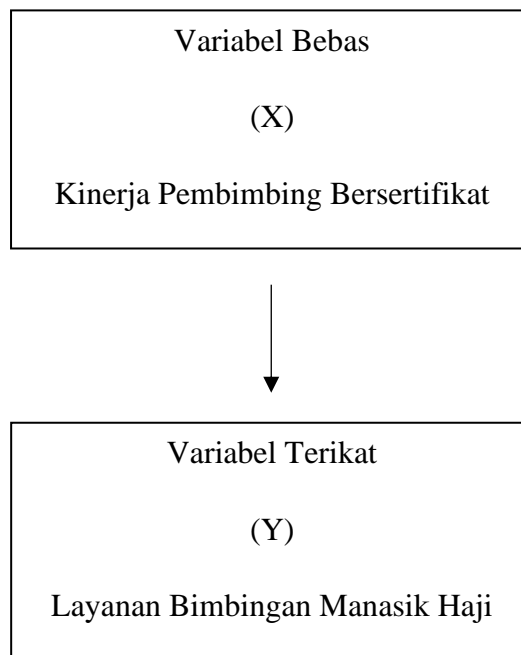 Variabel Bebas
(X)
Kinerja Pembimbing Bersertifikat
Variabel Terikat
(Y)
Layanan Bimbingan Manasik Haji